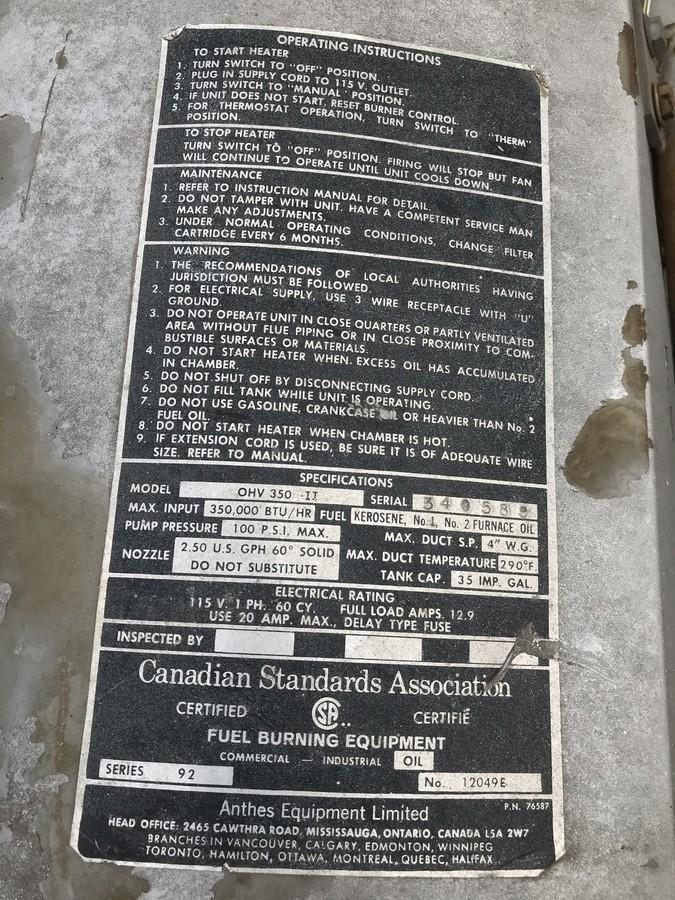 OPERATING INSTRUCTIONS
TO START HEATER
1. TURN SWITCH TO "OFF" POSITION.
2. PLUG IN SUPPLY CORD TO 115 V. OUTLET.
3. TURN SWITCH TO "MANUAL" POSITION.
4. IF UNIT DOES NOT START, RESET BURNER CONTROL.
5. FOR THERMOSTAT OPERATION, TURN SWITCH TO "THERM"
POSITION.
TO STOP HEATER
TURN SWITCH TO "OFF" POSITION. FIRING WILL STOP BUT FAN
WILL CONTINUE TO OPERATE UNTIL UNIT COOLS DOWN.
MAINTENANCE
1. REFER TO INSTRUCTION MANUAL FOR DETAIL.
2. DO NOT TAMPER WITH UNIT. HAVE A COMPETENT SERVICE MAN
MAKE ANY ADJUSTMENTS.
3. UNDER NORMAL OPERATING CONDITIONS, CHANGE FILTER
CARTRIDGE EVERY 6 MONTHS.
WARNING
1. THE RECOMMENDATIONS OF LOCAL AUTHORITIES HAVING
JURISDICTION MUST BE FOLLOWED.
2. FOR ELECTRICAL SUPPLY, USE 3 WIRE RECEPTACLE WITH "U"
GROUND.
3. DO NOT OPERATE UNIT IN CLOSE QUARTERS OR PARTLY VENTILATED
AREA WITHOUT FLUE PIPING OR IN CLOSE PROXIMITY TO COM-
BUSTIBLE SURFACES OR MATERIALS.
4. DO NOT START HEATER WHEN EXCESS OIL HAS ACCUMULATED
IN CHAMBER.
5. DO NOT SHUT OFF BY DISCONNECTING SUPPLY CORD.
6. DO NOT FILL TANK WHILE UNIT IS OPERATING.
7. DO NOT USE GASOLINE, CRANKCASE OIL OR HEAVIER THAN No. 2
FUEL OIL.
8. DO NOT START HEATER WHEN CHAMBER IS HOT.
9. IF EXTENSION CORD IS USED, BE SURE IT IS OF ADEQUATE WIRE
SIZE. REFER TO MANUAL.
SPECIFICATIONS
MODEL OHV 350 -II SERIAL 340589
MAX. INPUT 350,000 BTU/HR FUEL KEROSENE, No.1, No. 2 FURNACE OIL
PUMP PRESSURE 100 P.S.I. MAX. MAX. DUCT S.P. 4" W.G.
NOZZLE 2.50 U.S. GPH 60° SOLID MAX. DUCT TEMPERATURE 290°F.
DO NOT SUBSTITUTE TANK CAP. 35 IMP. GAL.
ELECTRICAL RATING
115 V. 1 PH. 60 CY. FULL LOAD AMPS. 12.9
USE 20 AMP. MAX., DELAY TYPE FUSE
INSPECTED BY
Canadian Standards Association
CERTIFIED SA CERTIFIÉ
FUEL BURNING EQUIPMENT
COMMERCIAL — INDUSTRIAL OIL
SERIES 92 No. 12049E
P.N. 76587
Anthes Equipment Limited
HEAD OFFICE: 2465 CAWTHRA ROAD, MISSISSAUGA, ONTARIO, CANADA L5A 2W7
BRANCHES IN VANCOUVER, CALGARY, EDMONTON, WINNIPEG
TORONTO, HAMILTON, OTTAWA, MONTREAL, QUEBEC, HALIFAX.